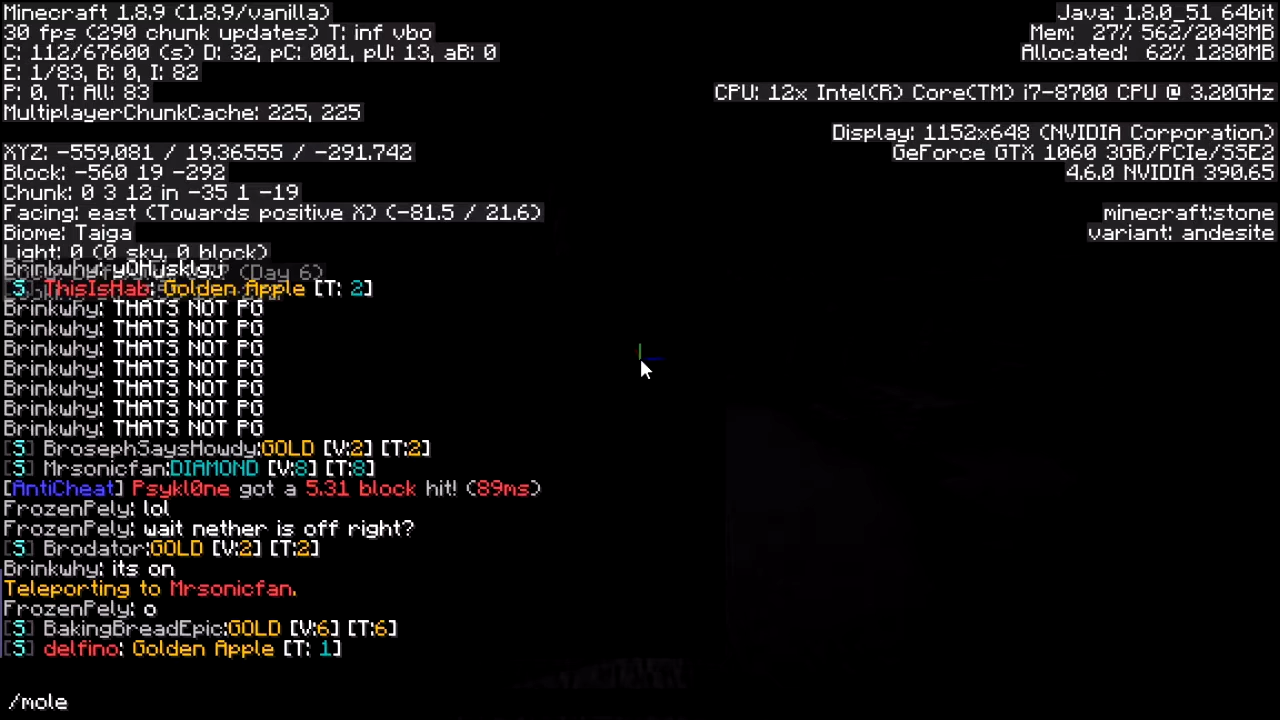 Minecraft 1.8.9 (1.8.9/vanilla)
30 fps (290 chunk updates) T: inf vbo
C: 112/67600 (s) D: 32, pC: 001, pU: 13, aB: 0
E: 1/83, B: 0, I: 82
P: 0. T: All: 83
MultiplayerChunkCache: 225, 225
XYZ: -559.081 / 19.36555 / -291.742
Block: -560 19 -292
Chunk: 0 3 12 in -35 1 -19
Facing: east (Towards positive X) (-81.5 / 21.6)
Biome: Taiga
Light: 0 (0 sky, 0 block)
Java: 1.8.0_51 64bit
Mem: 27% 562/2048MB
Allocated: 62% 1280MB
CPU: 12x Intel(R) Core(TM) i7-8700 CPU @ 3.20GHz
Display: 1152x648 (NVIDIA Corporation)
GeForce GTX 1060 3GB/PCIe/SSE2
4.6.0 NVIDIA 390.65
minecraft:stone
variant: andesite
Brinkwhy: (Day 6)
[S] ThisIsHab: Golden Apple [T: 2]
Brinkwhy: THATS NOT PG
Brinkwhy: THATS NOT PG
Brinkwhy: THATS NOT PG
Brinkwhy: THATS NOT PG
Brinkwhy: THATS NOT PG
Brinkwhy: THATS NOT PG
Brinkwhy: THATS NOT PG
[S] BrosephSaysHowdy:GOLD [V:2] [T:2]
[S] Mrsonicfan:DIAMOND [V:8] [T:8]
[AntiCheat] Psykl0ne got a 5.31 block hit! (89ms)
FrozenPely: lol
FrozenPely: wait nether is off right?
[S] Brodator:GOLD [V:2] [T:2]
Brinkwhy: its on
Teleporting to Mrsonicfan.
FrozenPely: o
[S] BakingBreadEpic:GOLD [V:6] [T:6]
[S] delfino: Golden Apple [T: 1]
/mole